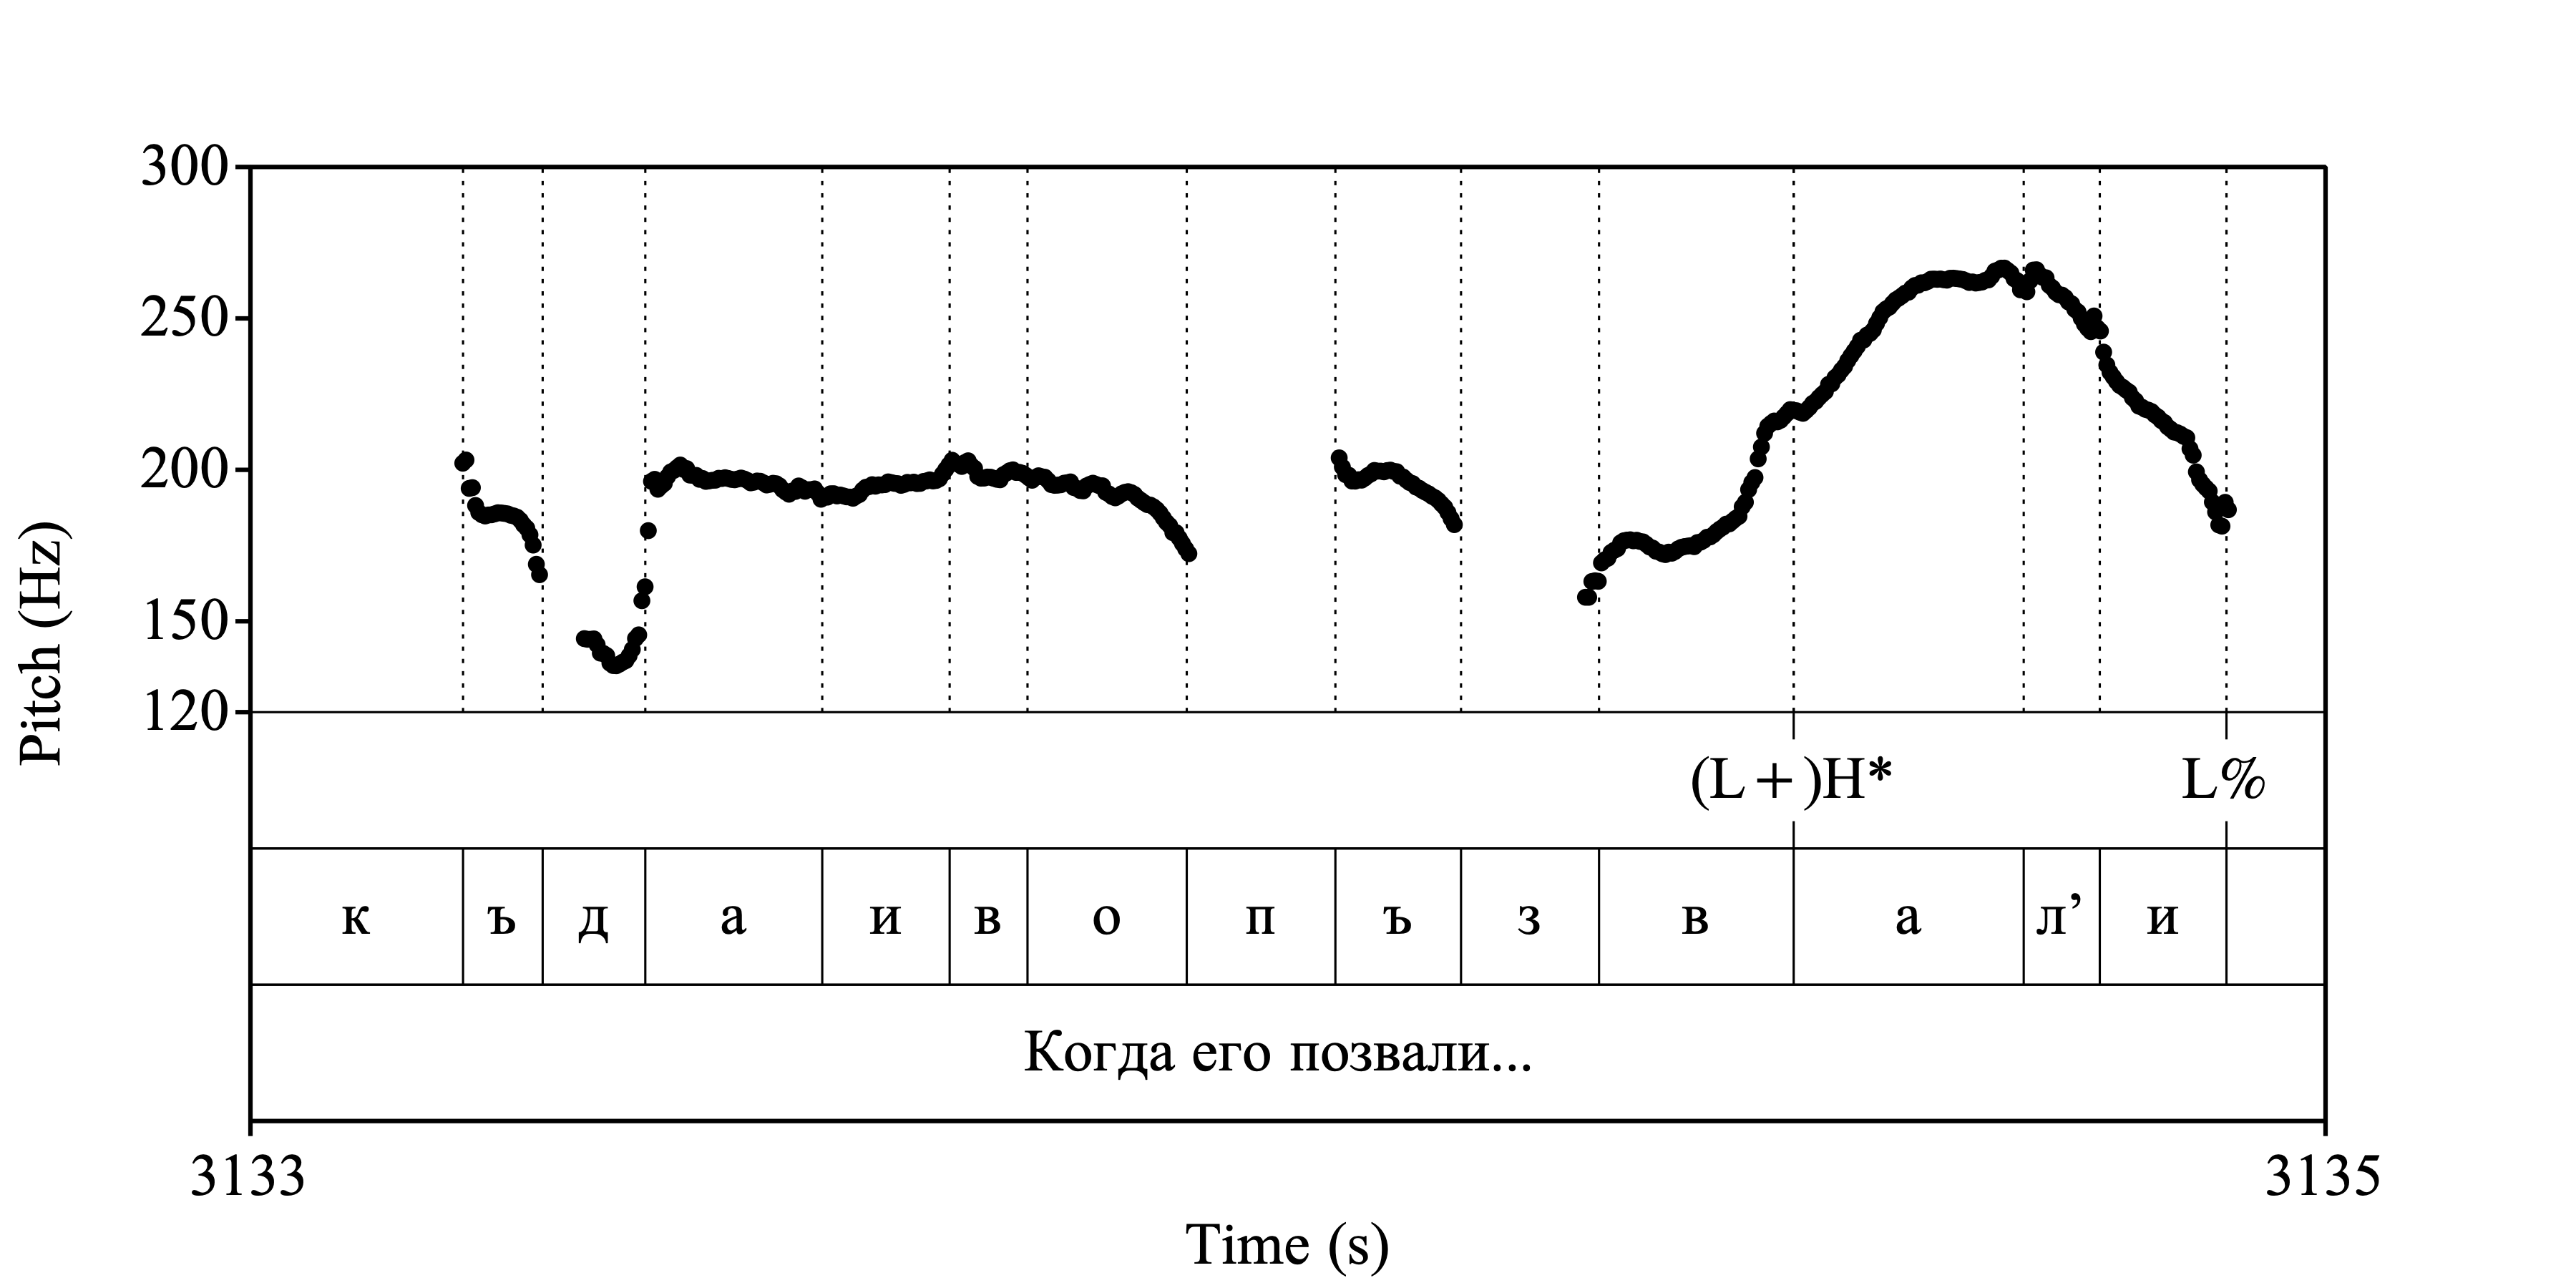 300
250
200
150
120
Pitch (Hz)
(L+)H* L%
к ъ д а и в о п ъ з в а л’ и
Когда его позвали...
3133 3135
Time (s)